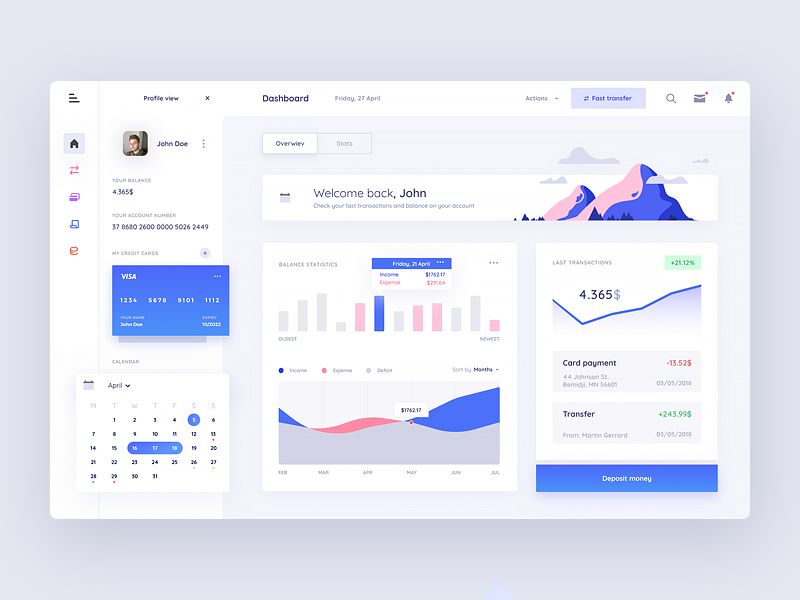 Profile view
×
Dashboard
Friday, 27 April
Actions
Fast transfer
John Doe
YOUR BALANCE
4.365$
YOUR ACCOUNT NUMBER
37 8680 2600 0000 5026 2449
MY CREDIT CARDS
+
VISA
1234 5678 9101 1112
YOUR NAME
EXPIRY
John Doe
10/2022
CALENDAR
April
M T W T F S S
1 2 3 4 5 6
7 8 9 10 11 12 13
14 15 16 17 18 19 20
21 22 23 24 25 26 27
28 29 30 31
Overwiev
Stats
Welcome back, John
Check your last transactions and balance on your account
BALANCE STATISTICS
Friday, 21 April
Income $1762.17
Expense $231.64
OLDEST
NEWEST
Income
Expense
Deficit
Sort by: Months
$1762.17
FEB MAR APR MAY JUN JUL
LAST TRANSACTIONS
+21.12%
4.365$
Card payment
-13.52$
44 Johnson St.
Bemidji, MN 56601
03/05/2018
Transfer
+243.99$
From: Martin Gerrard
03/05/2018
Deposit money